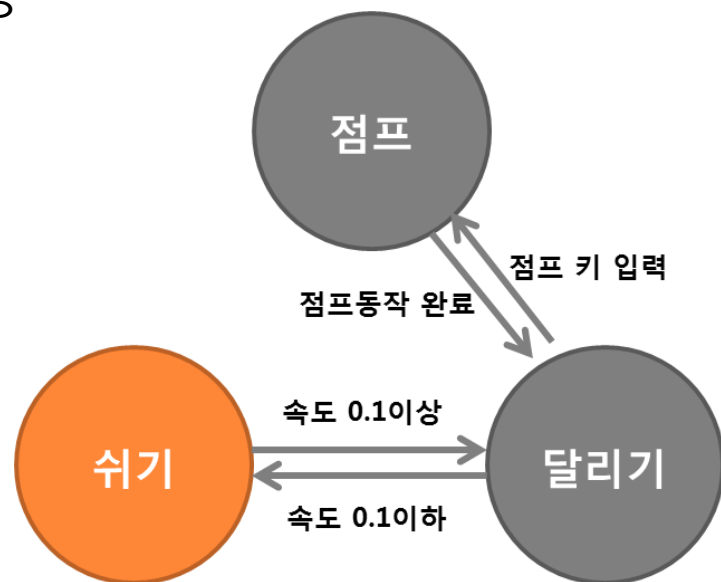 점프
점프 키 입력
점프동작 완료
속도 0.1이상
쉬기
달리기
속도 0.1이하